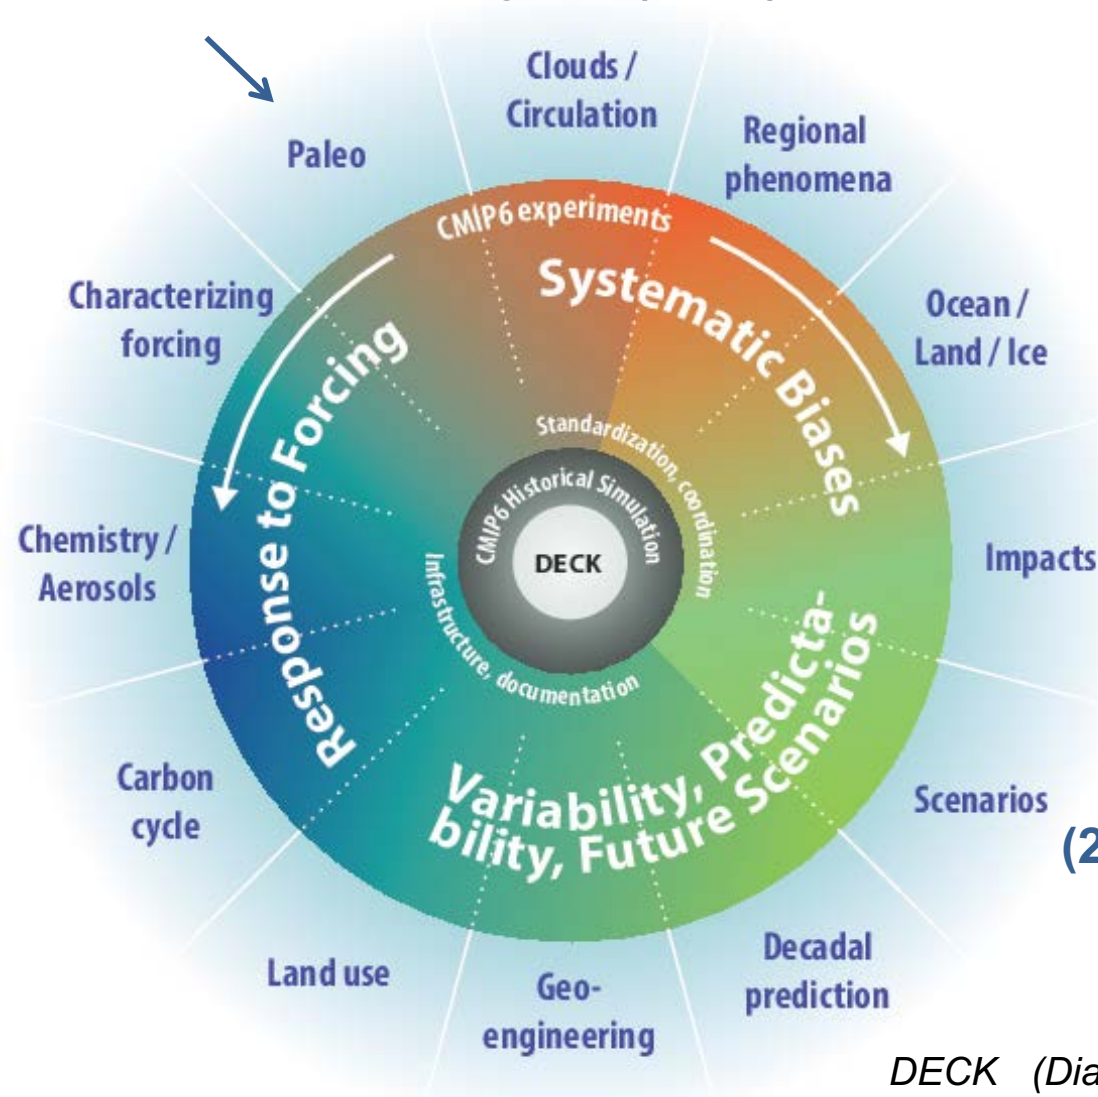 Clouds /
Circulation
Regional
phenomena
Paleo
CMIP6 experiments
Systematic Biases
Characterizing
forcing
Ocean /
Land / Ice
Response to Forcing
Standardization, coordination
CMIP6 Historical Simulation
DECK
Infrastructure, documentation
Chemistry /
Aerosols
Impacts
Variability, Predicta-
bility, Future Scenarios
Carbon
cycle
Scenarios
(2
Land use
Geo-
engineering
Decadal
prediction
DECK (Dia